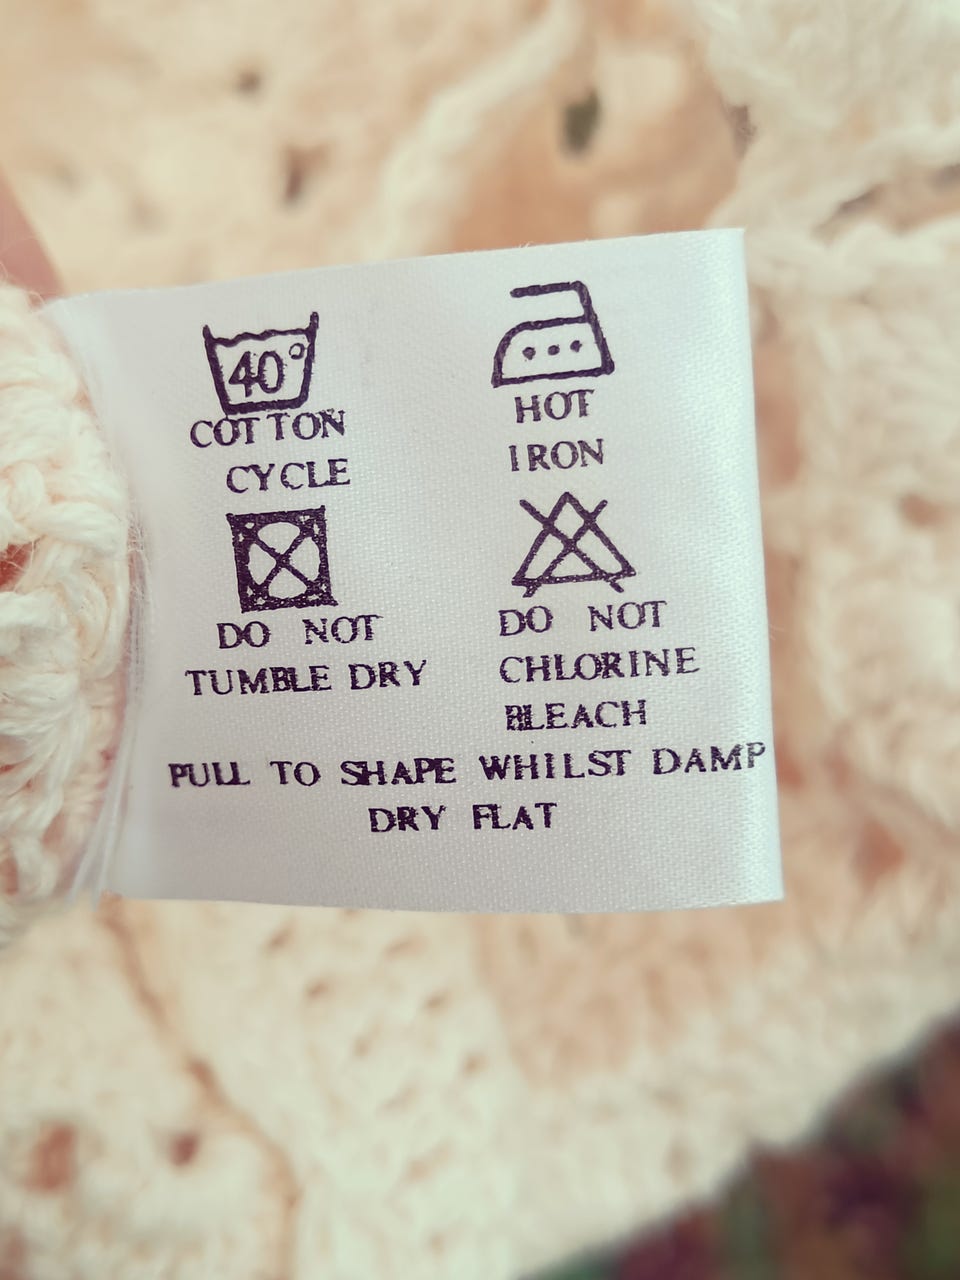 40°
COTTON
CYCLE
HOT
IRON
DO NOT
TUMBLE DRY
DO NOT
CHLORINE
BLEACH
PULL TO SHAPE WHILST DAMP
DRY FLAT